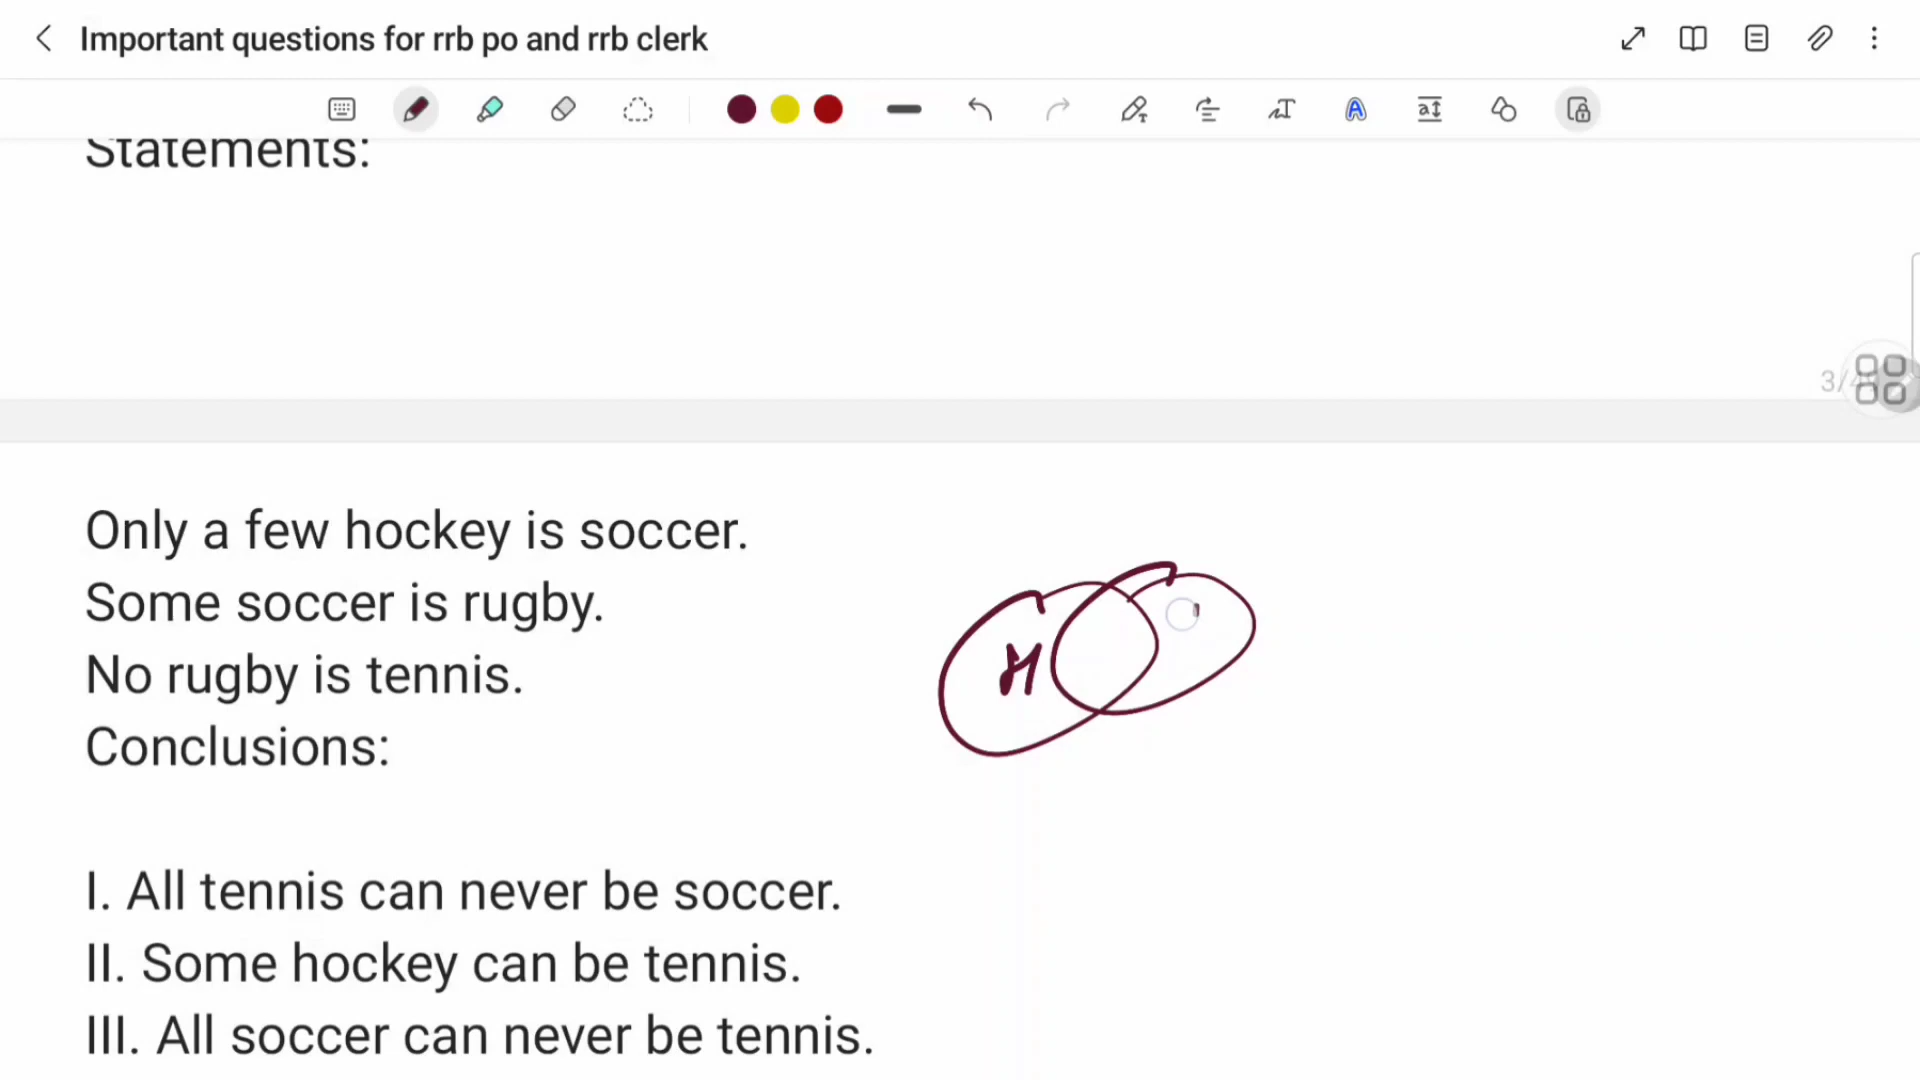 Important questions for rrb po and rrb clerk
Statements:
3/4
Only a few hockey is soccer.
Some soccer is rugby.
No rugby is tennis.
Conclusions:
H
I. All tennis can never be soccer.
II. Some hockey can be tennis.
III. All soccer can never be tennis.